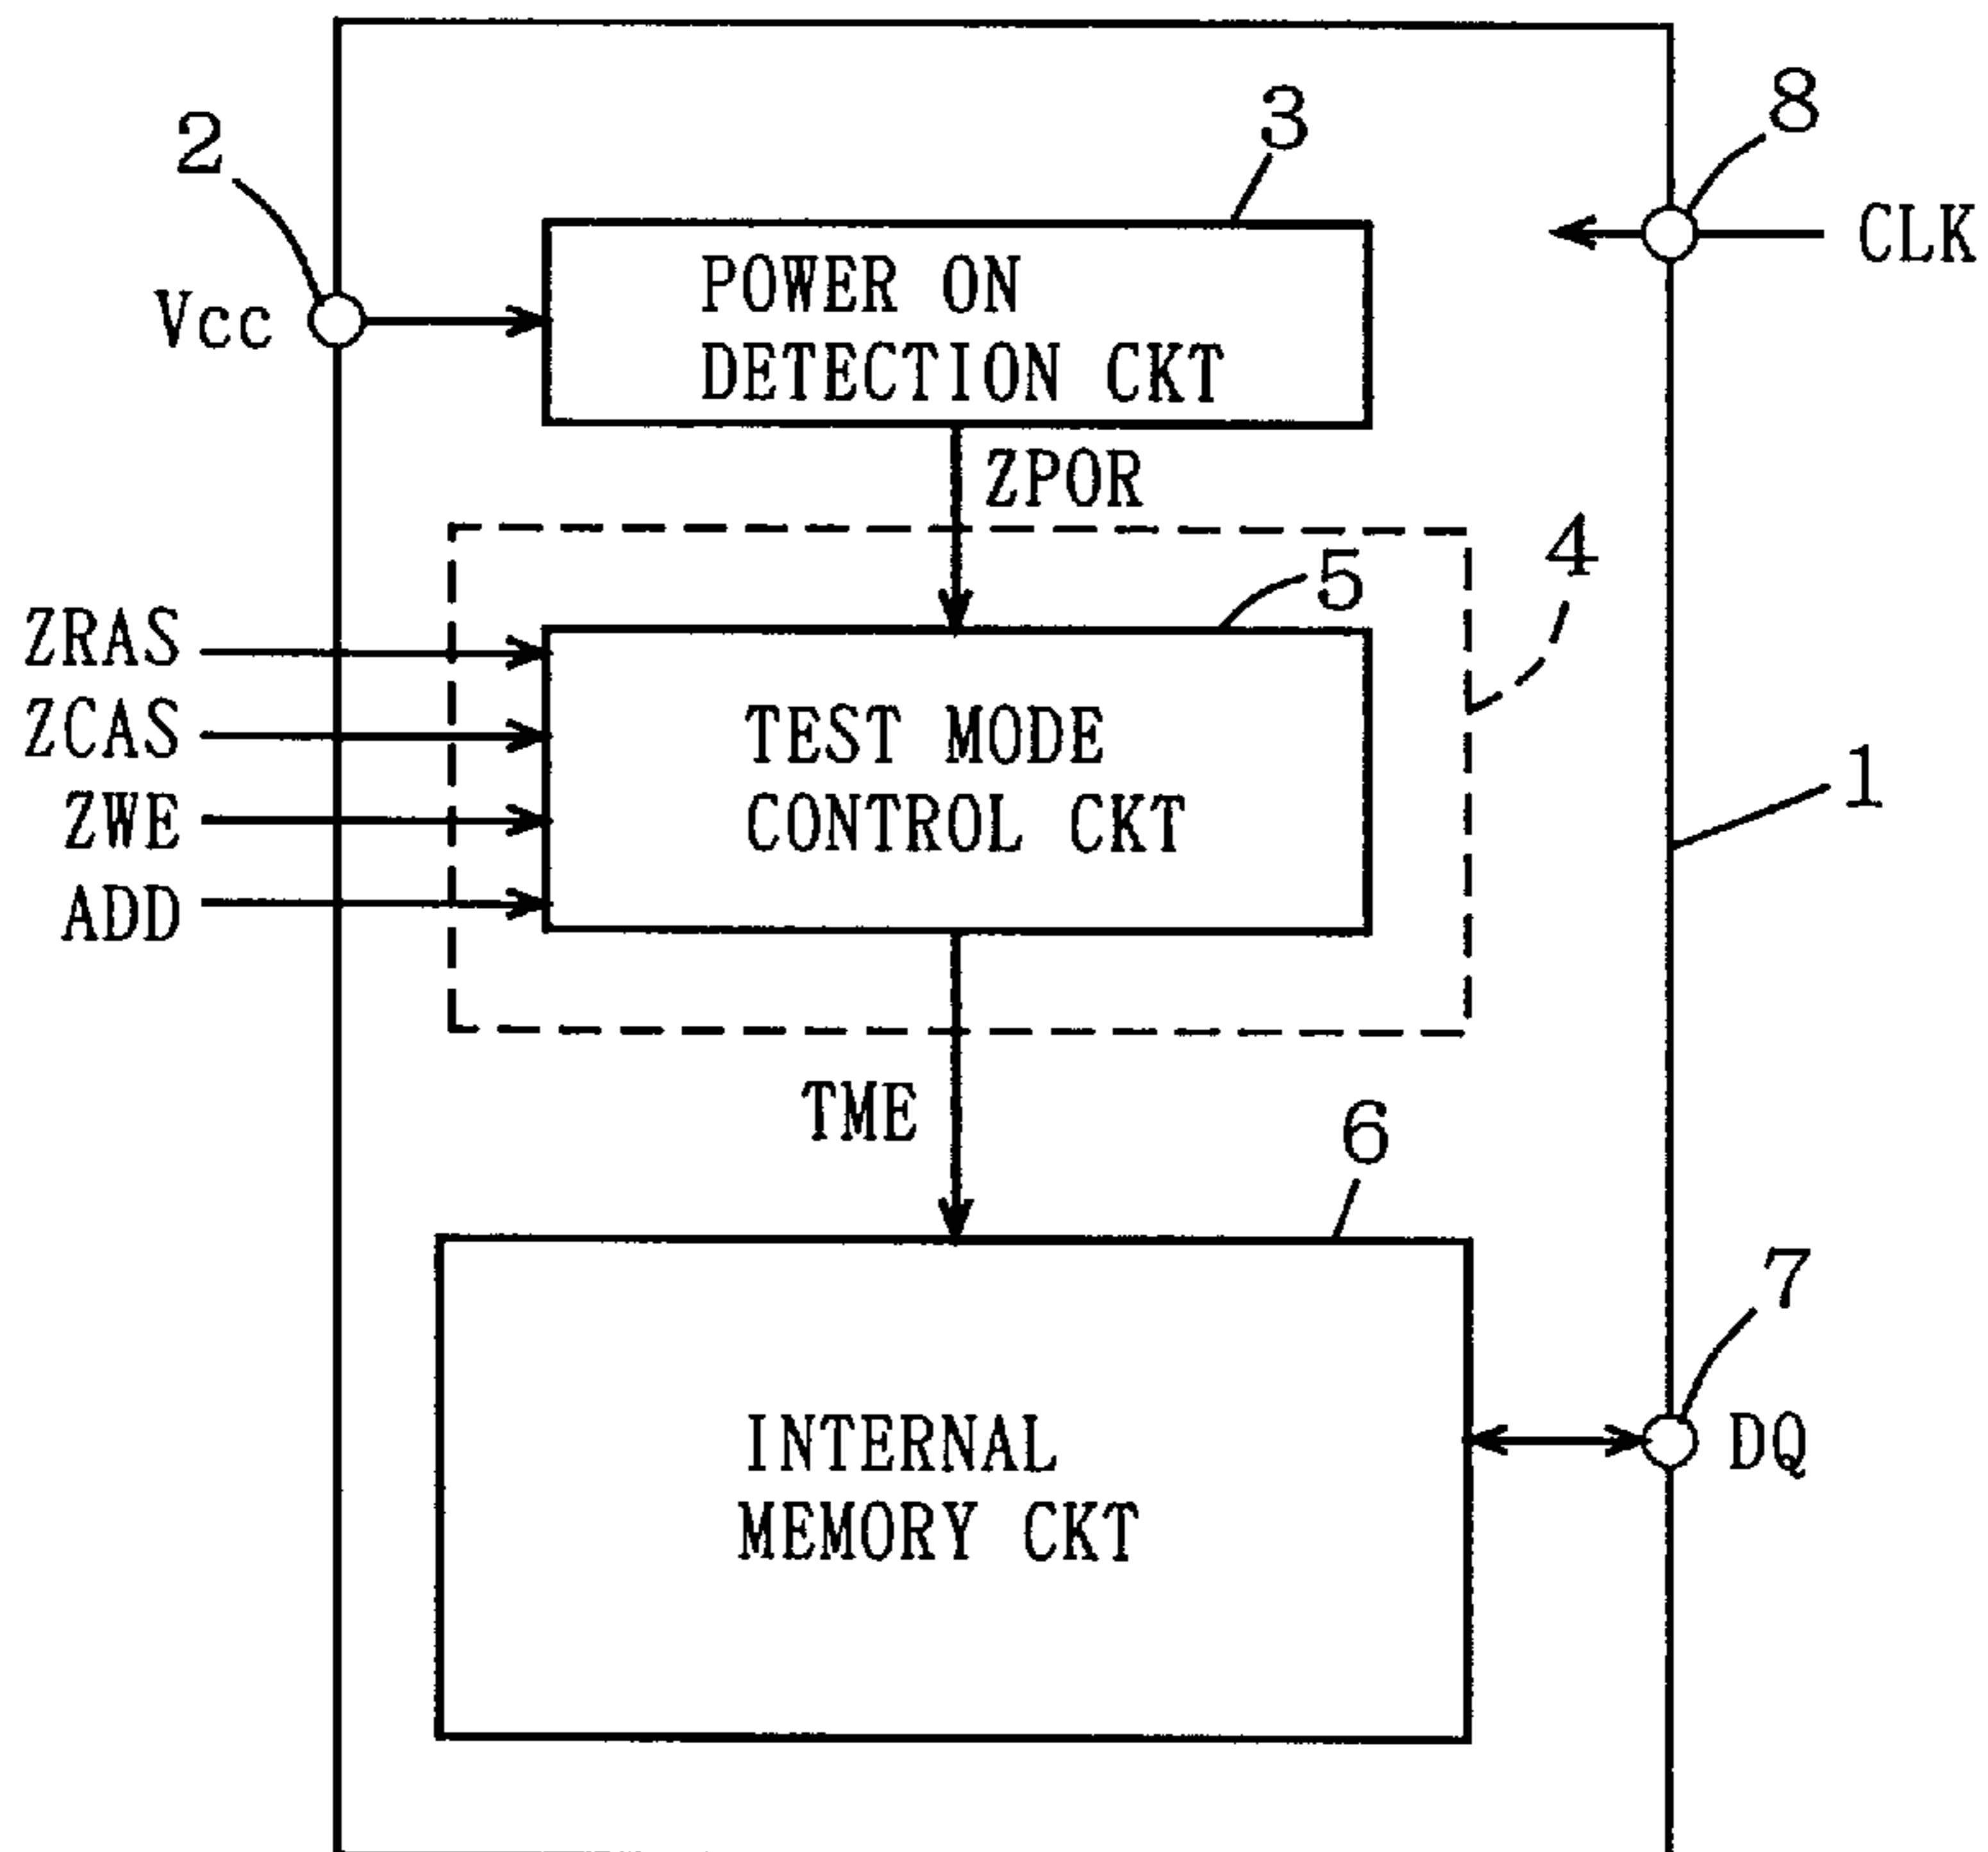 3
8
2
CLK
POWER ON
DETECTION CKT
Vcc
ZPOR
4
5
ZRAS
ZCAS
ZWE
ADD
TEST MODE
CONTROL CKT
1
TME
6
7
INTERNAL
MEMORY CKT
DQ